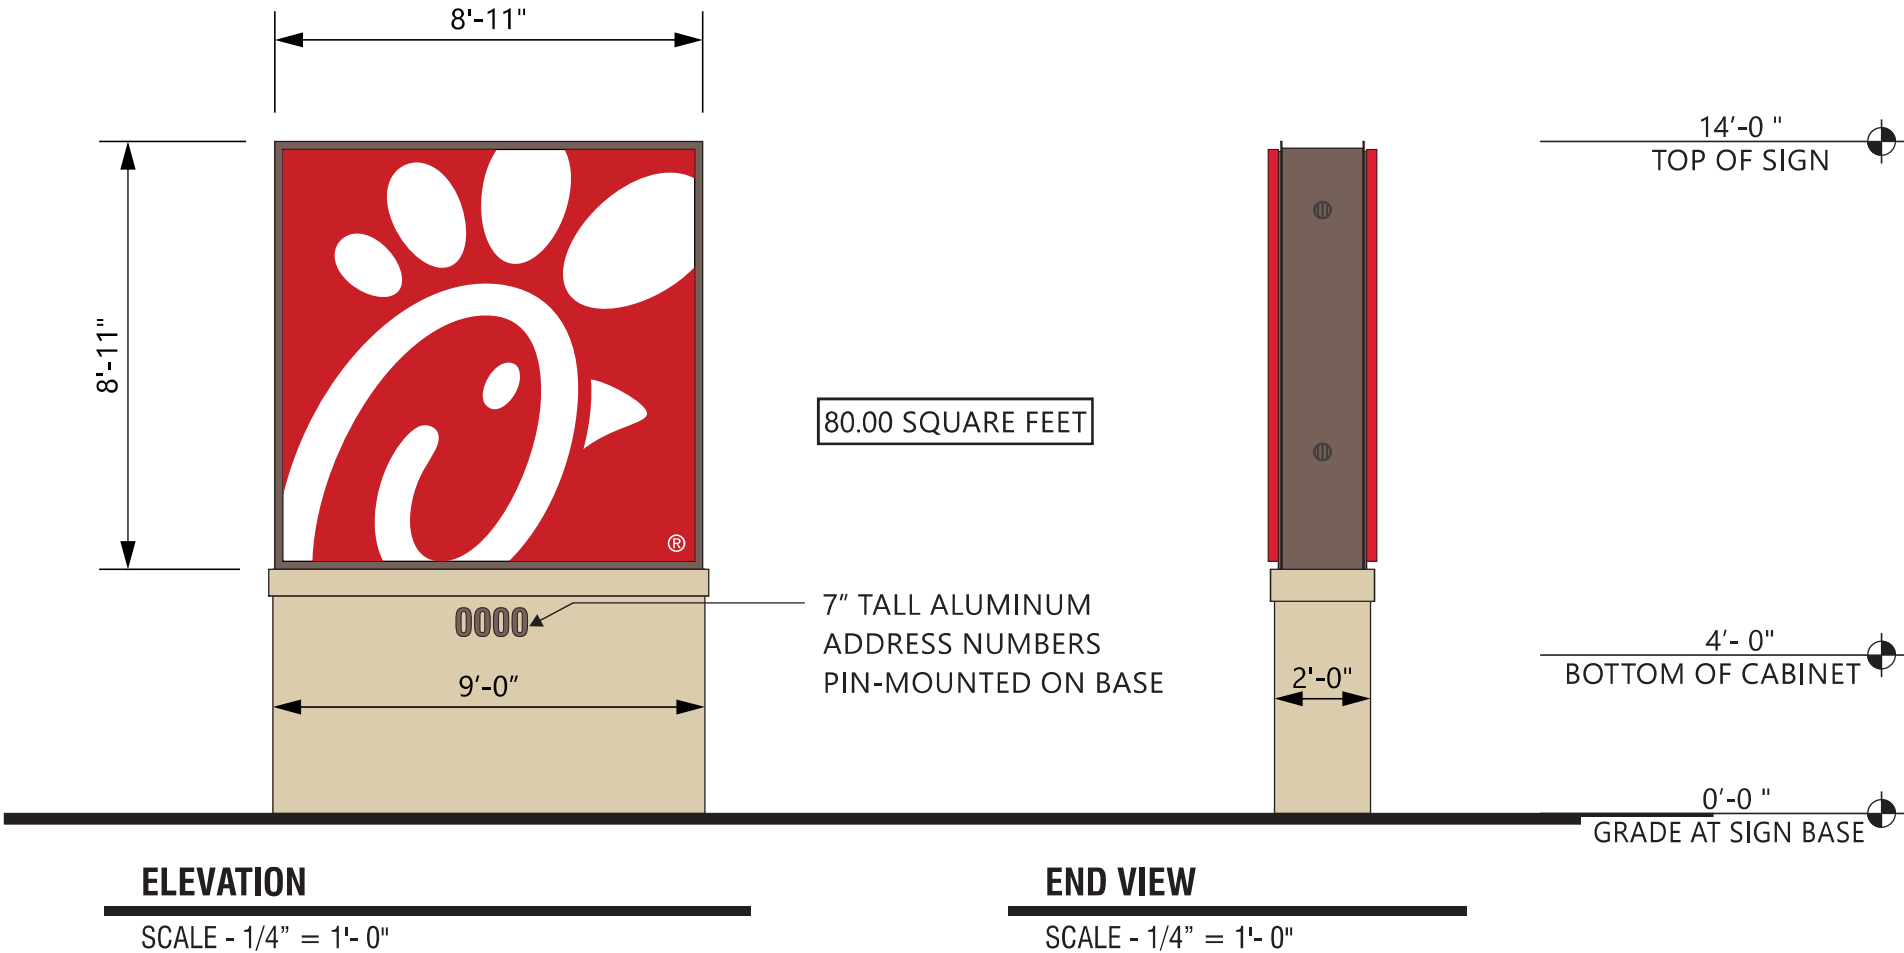 8'-11"
14'-0 "
TOP OF SIGN
8'-11"
80.00 SQUARE FEET
®
0000
7" TALL ALUMINUM
ADDRESS NUMBERS
PIN-MOUNTED ON BASE
9'-0"
2'-0"
4'- 0"
BOTTOM OF CABINET
0'-0 "
GRADE AT SIGN BASE
ELEVATION
SCALE - 1/4" = 1'- 0"
END VIEW
SCALE - 1/4" = 1'- 0"